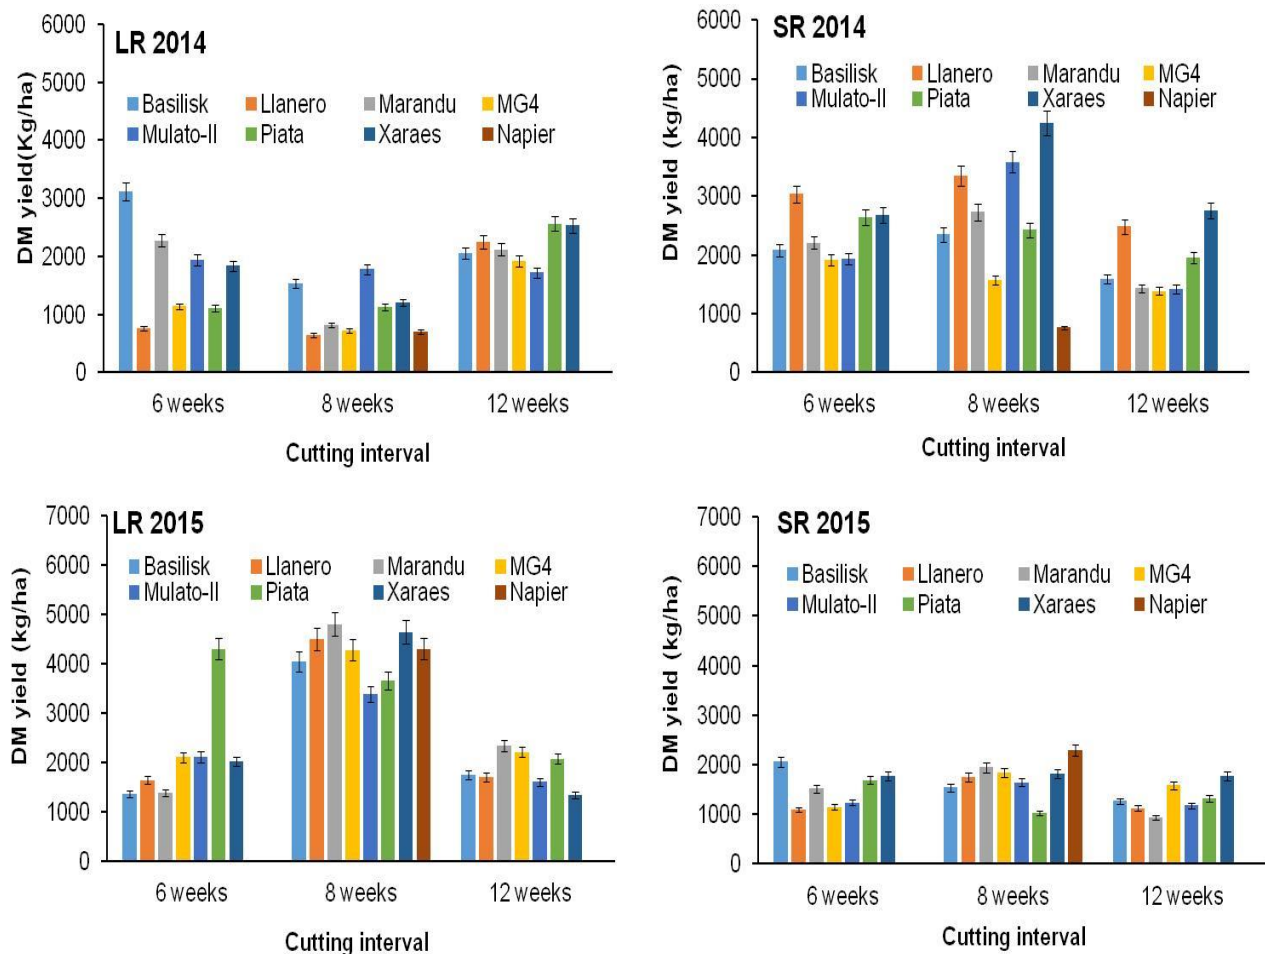 LR 2014
DM yield(Kg/ha)
6000
5000
4000
3000
2000
1000
0
Basilisk Llanero Marandu MG4
Mulato-II Piata Xaraes Napier
6 weeks 8 weeks 12 weeks
Cutting interval
SR 2014
DM yield (kg/ha)
6000
5000
4000
3000
2000
1000
0
Basilisk Llanero Marandu MG4
Mulato-II Piata Xaraes Napier
6 weeks 8 weeks 12 weeks
Cutting interval
LR 2015
DM yield (kg/ha)
7000
6000
5000
4000
3000
2000
1000
0
Basilisk Llanero Marandu MG4
Mulato-II Piata Xaraes Napier
6 weeks 8 weeks 12 weeks
Cutting interval
SR 2015
DM yield (kg/ha)
7000
6000
5000
4000
3000
2000
1000
0
Basilisk Llanero Marandu MG4
Mulato-II Piata Xaraes Napier
6 weeks 8 weeks 12 weeks
Cutting interval